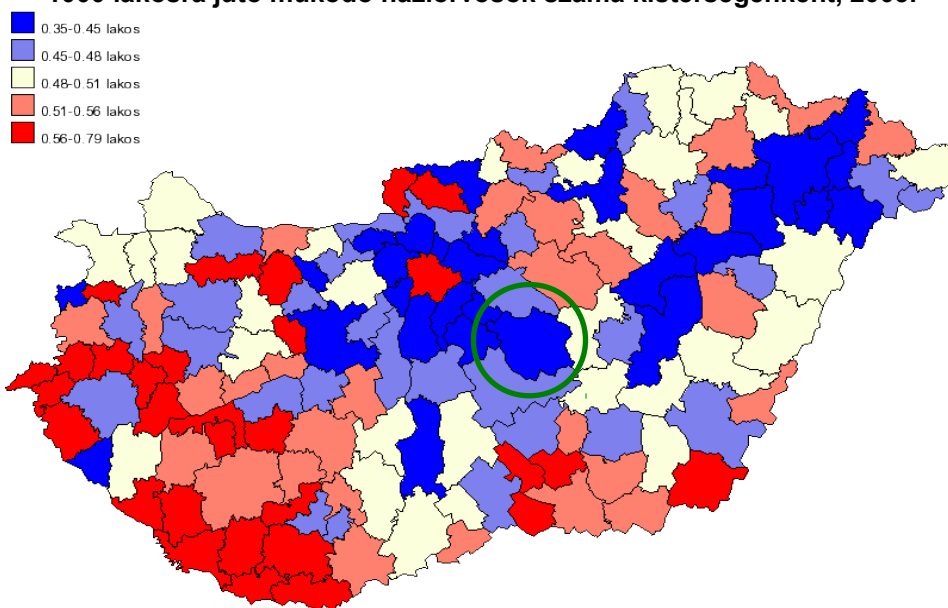 1000 lakosra jutó működő háziorvosok száma kistérségenként,
0.35-0.45 lakos
0.45-0.48 lakos
0.48-0.51 lakos
0.51-0.56 lakos
0.56-0.79 lakos